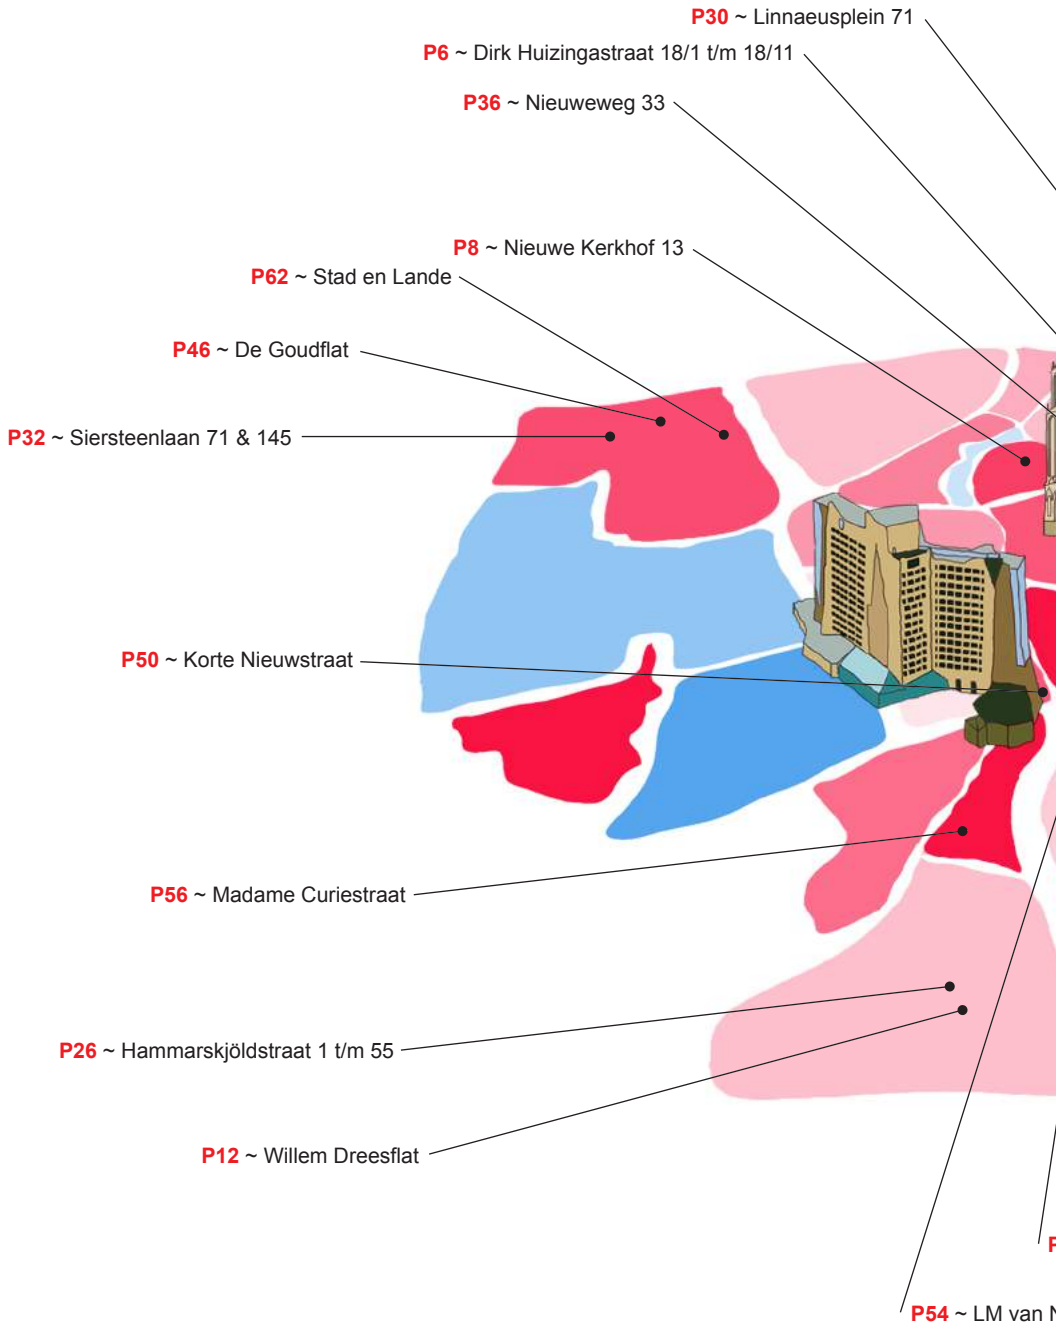 P30 ~ Linnaeusplein 71
P6 ~ Dirk Huizingastraat 18/1 t/m 18/11
P36 ~ Nieuweweg 33
P8 ~ Nieuwe Kerkhof 13
P62 ~ Stad en Lande
P46 ~ De Goudflat
P32 ~ Siersteenlaan 71 & 145
P50 ~ Korte Nieuwstraat
P56 ~ Madame Curiestraat
P26 ~ Hammarskjöldstraat 1 t/m 55
P12 ~ Willem Dreesflat
P54 ~ LM van